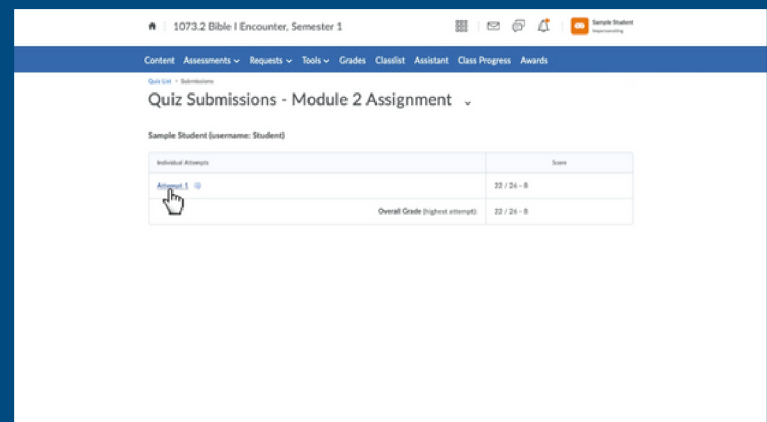 1073.2 Bible I Encounter, Semester 1
Sample Student
Impersonating
Content Assessments Requests Tools Grades Classlist Assistant Class Progress Awards
Quiz List > Submissions
Quiz Submissions - Module 2 Assignment
Sample Student (username: Student)
Individual Attempts Score
Attempt 1 22 / 26 - B
Overall Grade (highest attempt): 22 / 26 - B